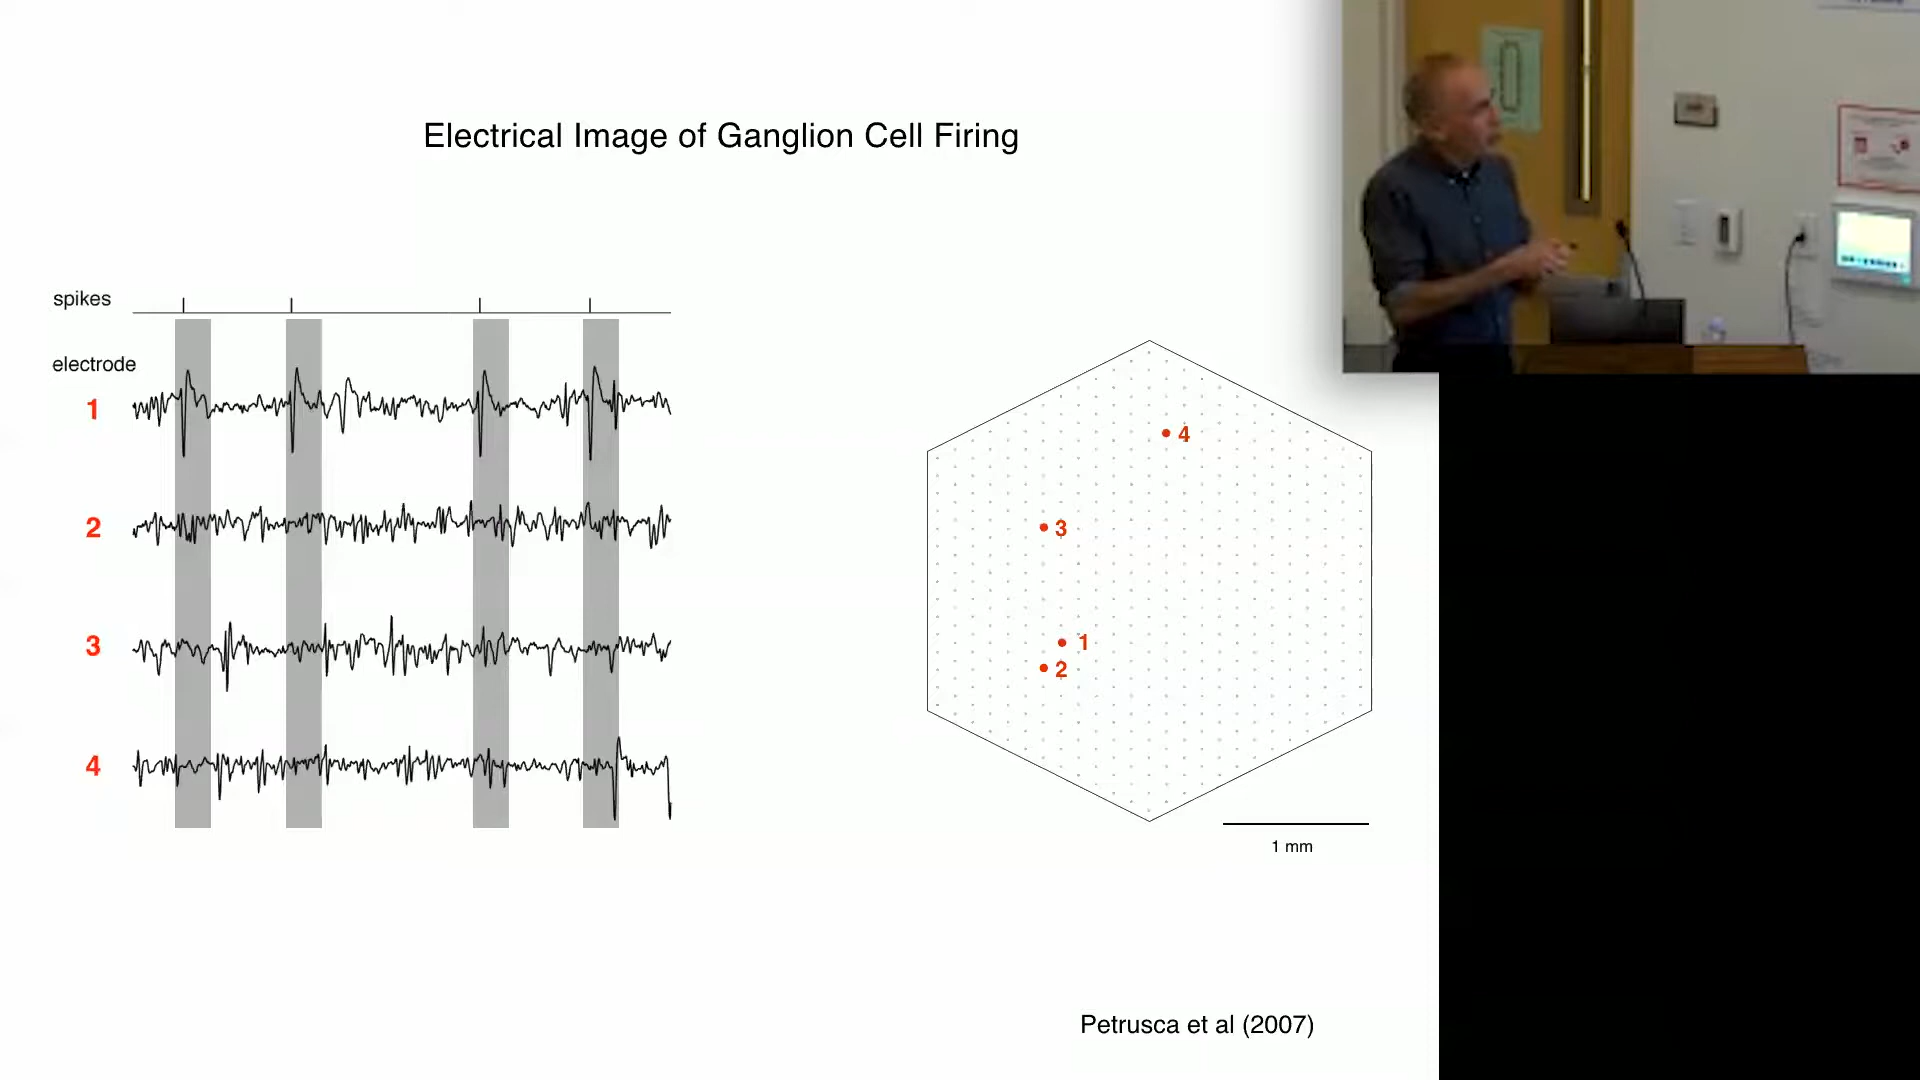 Electrical Image of Ganglion Cell Firing
spikes
electrode
1
2
3
4
4
3
1
2
1 mm
Petrusca et al (2007)